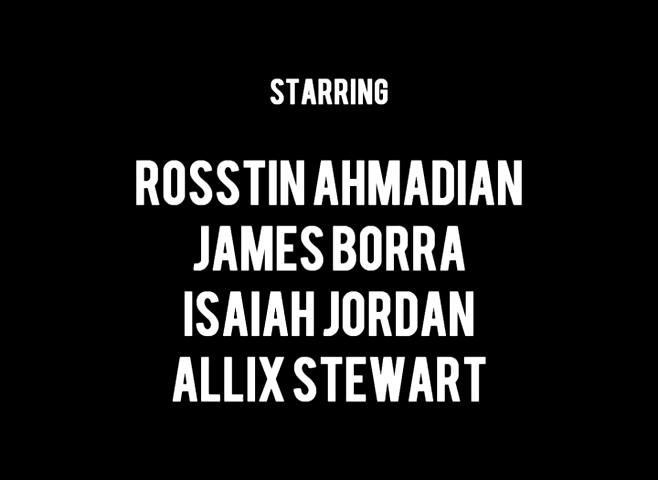 STARRING
ROSSTIN AHMADIAN
JAMES BORRA
ISAIAH JORDAN
ALLIX STEWART